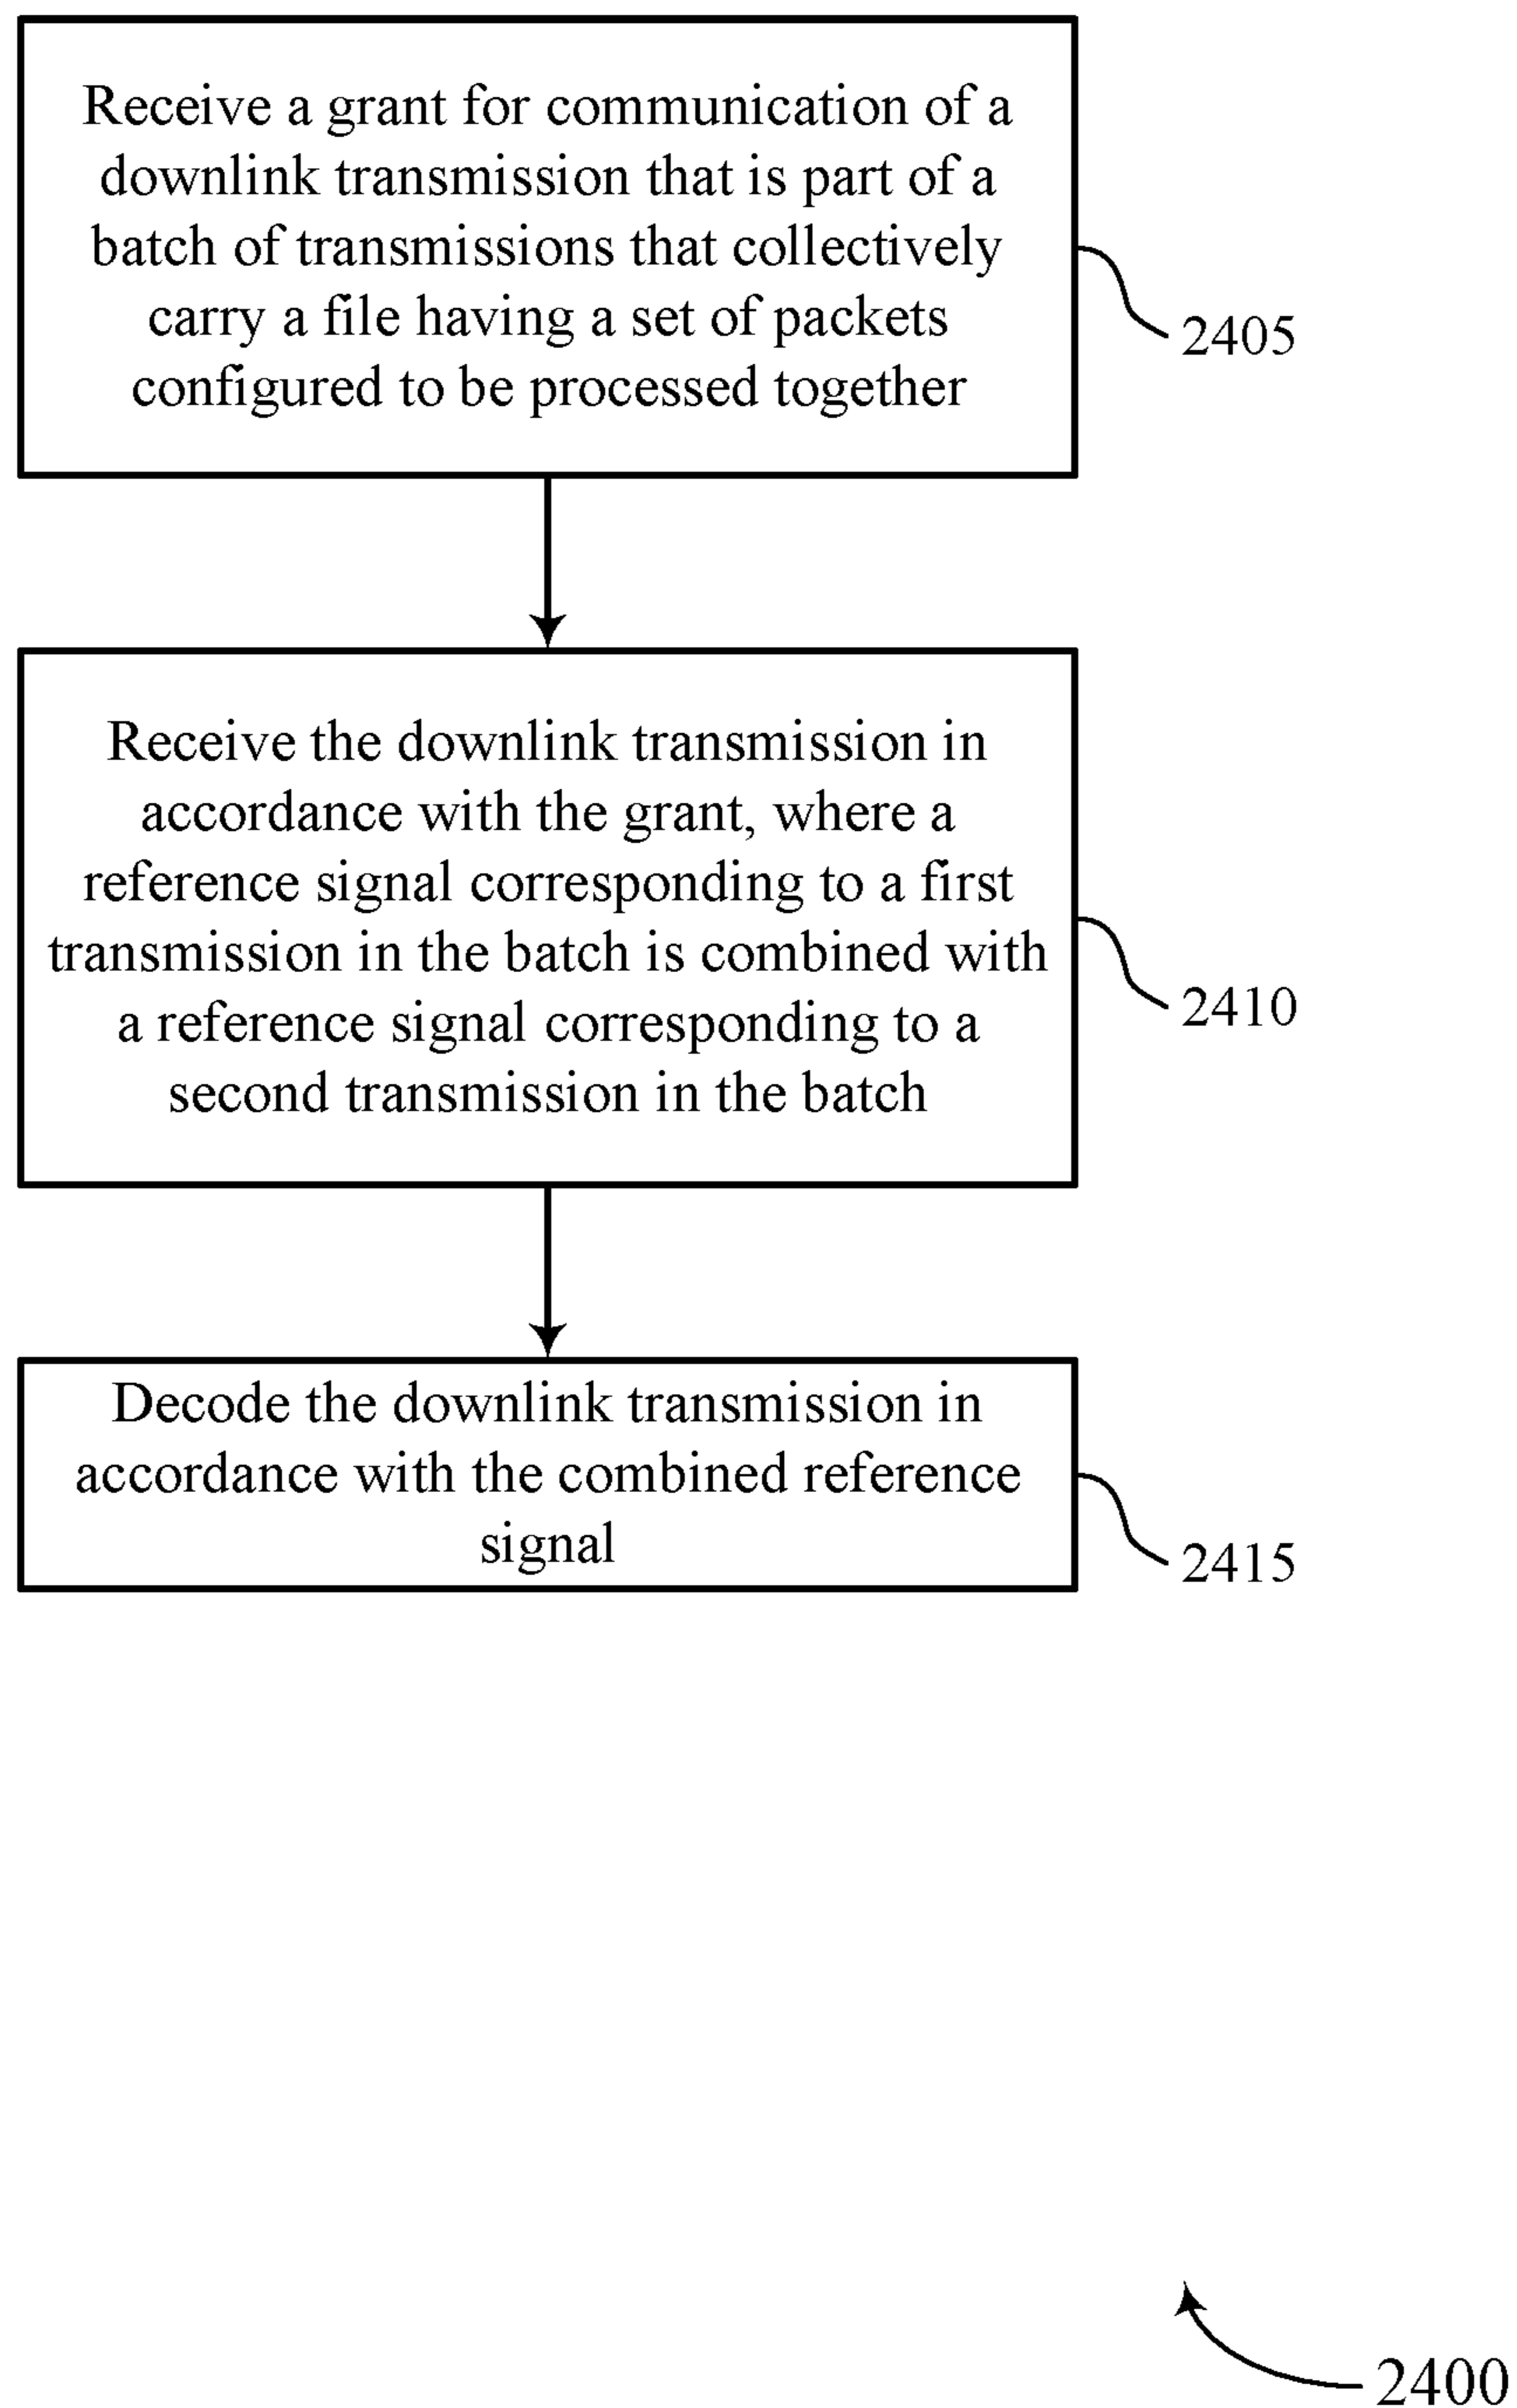 Receive a grant for communication of a
downlink transmission that is part of a
batch of transmissions that collectively
carry a file having a set of packets
configured to be processed together
2405
Receive the downlink transmission in
accordance with the grant, where a
reference signal corresponding to a first
transmission in the batch is combined with
a reference signal corresponding to a
second transmission in the batch
2410
Decode the downlink transmission in
accordance with the combined reference
signal
2415
2400